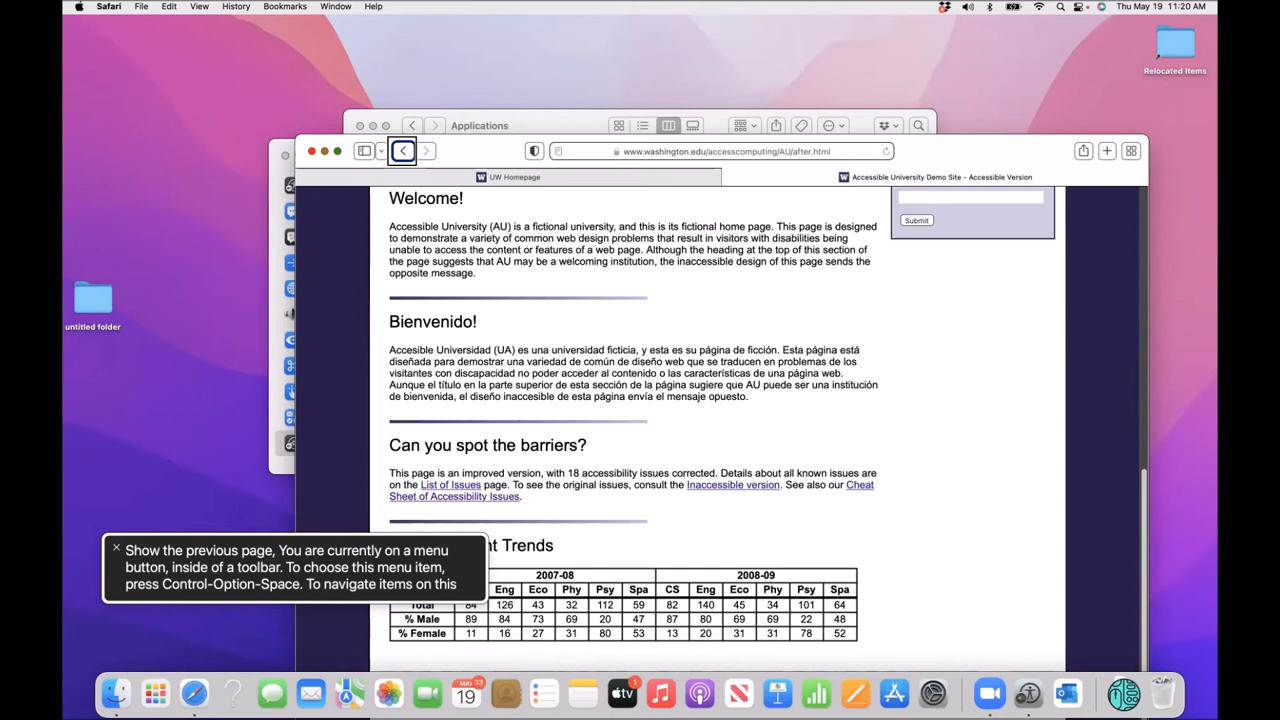 Safari File Edit View History Bookmarks Window Help Thu May 19 11:20 AM
Relocated Items
Applications
www.washington.edu/accesscomputing/AU/after.html
UW Homepage
Accessible University Demo Site - Accessible Version
Submit
Welcome!
Accessible University (AU) is a fictional university, and this is its fictional home page. This page is designed
to demonstrate a variety of common web design problems that result in visitors with disabilities being
unable to access the content or features of a web page. Although the heading at the top of this section of
the page suggests that AU may be a welcoming institution, the inaccessible design of this page sends the
opposite message.
untitled folder
Bienvenido!
Accesible Universidad (UA) es una universidad ficticia, y esta es su página de ficción. Esta página está
diseñada para demostrar una variedad de común de diseño web que se traducen en problemas de los
visitantes con discapacidad no poder acceder al contenido o las características de una página web.
Aunque el título en la parte superior de esta sección de la página sugiere que AU puede ser una institución
de bienvenida, el diseño inaccesible de esta página envía el mensaje opuesto.
Can you spot the barriers?
This page is an improved version, with 18 accessibility issues corrected. Details about all known issues are
on the List of Issues page. To see the original issues, consult the Inaccessible version. See also our Cheat
Sheet of Accessibility Issues.
Show the previous page, You are currently on a menu
button, inside of a toolbar. To choose this menu item,
press Control-Option-Space. To navigate items on this
nt Trends
2007-08 2008-09
Eng Eco Phy Psy Spa CS Eng Eco Phy Psy Spa
Total 84 126 43 32 112 59 82 140 45 34 101 64
% Male 89 84 73 69 20 47 87 80 69 69 22 48
% Female 11 16 27 31 80 53 13 20 31 31 78 52
MAY 33
19
tv 1